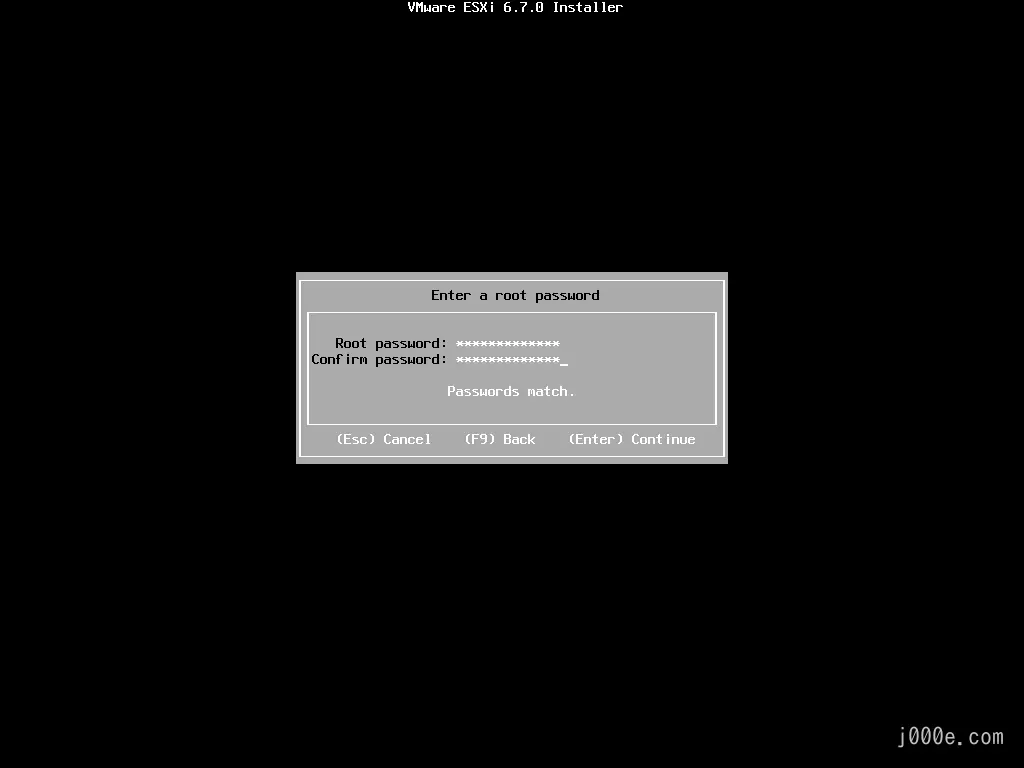 VMware ESXi 6.7.0 Installer
Enter a root password
Root password: *************
Confirm password: *************_
Passwords match.
(Esc) Cancel (F9) Back (Enter) Continue
j000e.com